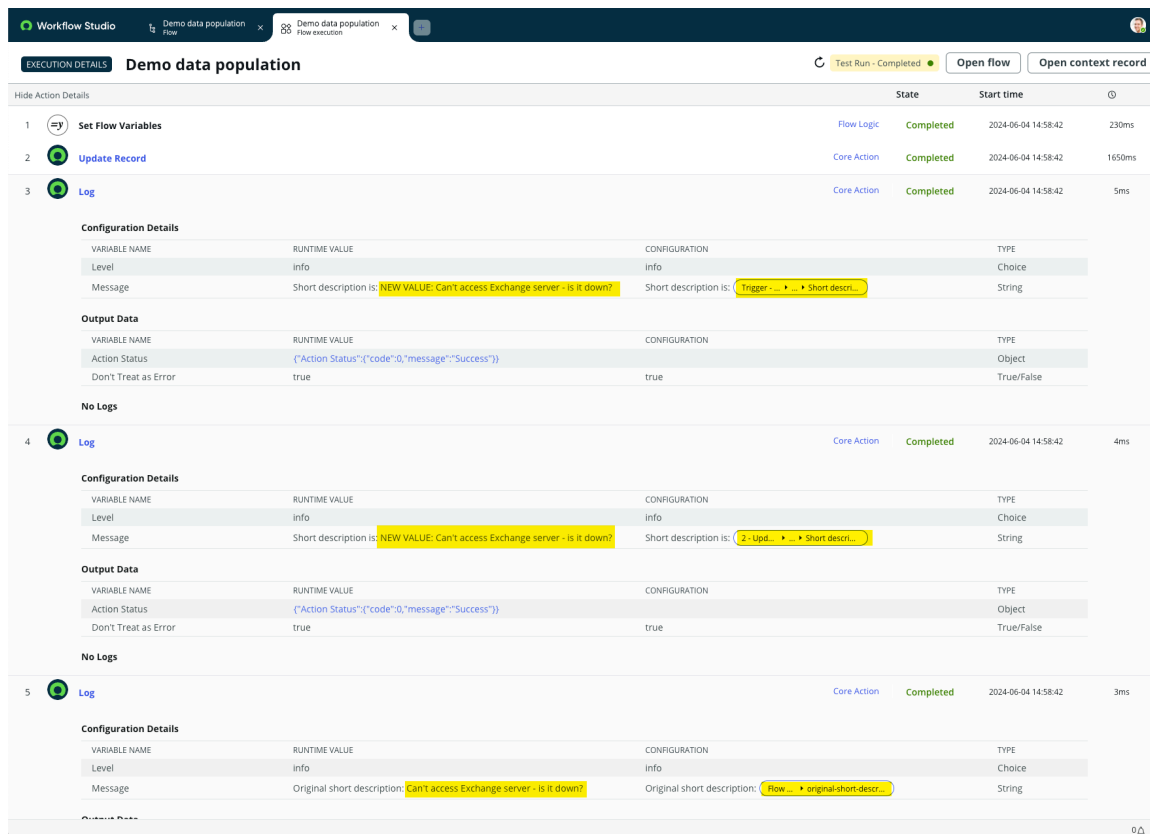 Workflow Studio
Demo data population
Flow
×
Demo data population
Flow execution
×
+
EXECUTION DETAILS
Demo data population
Test Run - Completed
Open flow
Open context record
Hide Action Details
State
Start time
1 =y Set Flow Variables Flow Logic Completed 2024-06-04 14:58:42 230ms
2 Update Record Core Action Completed 2024-06-04 14:58:42 1650ms
3 Log Core Action Completed 2024-06-04 14:58:42 5ms
Configuration Details
VARIABLE NAME RUNTIME VALUE CONFIGURATION TYPE
Level info info Choice
Message Short description is: NEW VALUE: Can't access Exchange server - is it down? Short description is: Trigger - ... ▸ ... ▸ Short descri... String
Output Data
VARIABLE NAME RUNTIME VALUE CONFIGURATION TYPE
Action Status {"Action Status":{"code":0,"message":"Success"}} Object
Don't Treat as Error true true True/False
No Logs
4 Log Core Action Completed 2024-06-04 14:58:42 4ms
Configuration Details
VARIABLE NAME RUNTIME VALUE CONFIGURATION TYPE
Level info info Choice
Message Short description is: NEW VALUE: Can't access Exchange server - is it down? Short description is: 2 - Upd... ▸ ... ▸ Short descri... String
Output Data
VARIABLE NAME RUNTIME VALUE CONFIGURATION TYPE
Action Status {"Action Status":{"code":0,"message":"Success"}} Object
Don't Treat as Error true true True/False
No Logs
5 Log Core Action Completed 2024-06-04 14:58:42 3ms
Configuration Details
VARIABLE NAME RUNTIME VALUE CONFIGURATION TYPE
Level info info Choice
Message Original short description: Can't access Exchange server - is it down? Original short description: Flow ... ▸ original-short-descr... String
Output Data
0